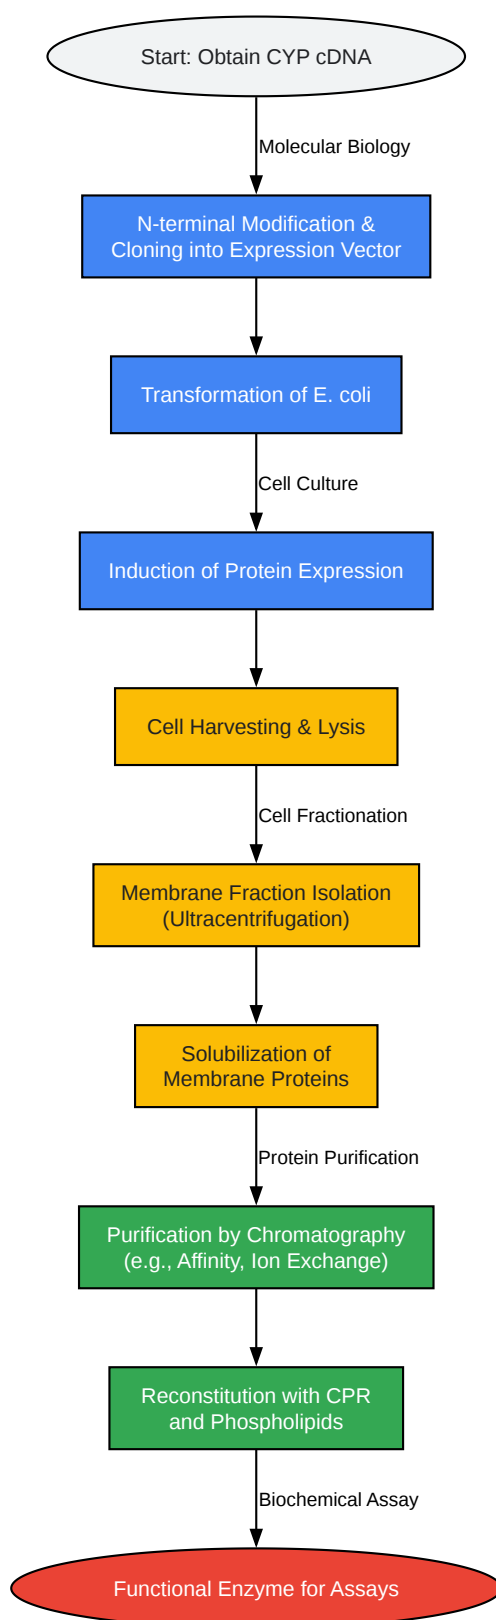 Start: Obtain CYP cDNA
Molecular Biology
N-terminal Modification &
Cloning into Expression Vector
Transformation of E. coli
Cell Culture
Induction of Protein Expression
Cell Harvesting & Lysis
Cell Fractionation
Membrane Fraction Isolation
(Ultracentrifugation)
Solubilization of
Membrane Proteins
Protein Purification
Purification by Chromatography
(e.g., Affinity, Ion Exchange)
Reconstitution with CPR
and Phospholipids
Biochemical Assay
Functional Enzyme for Assays